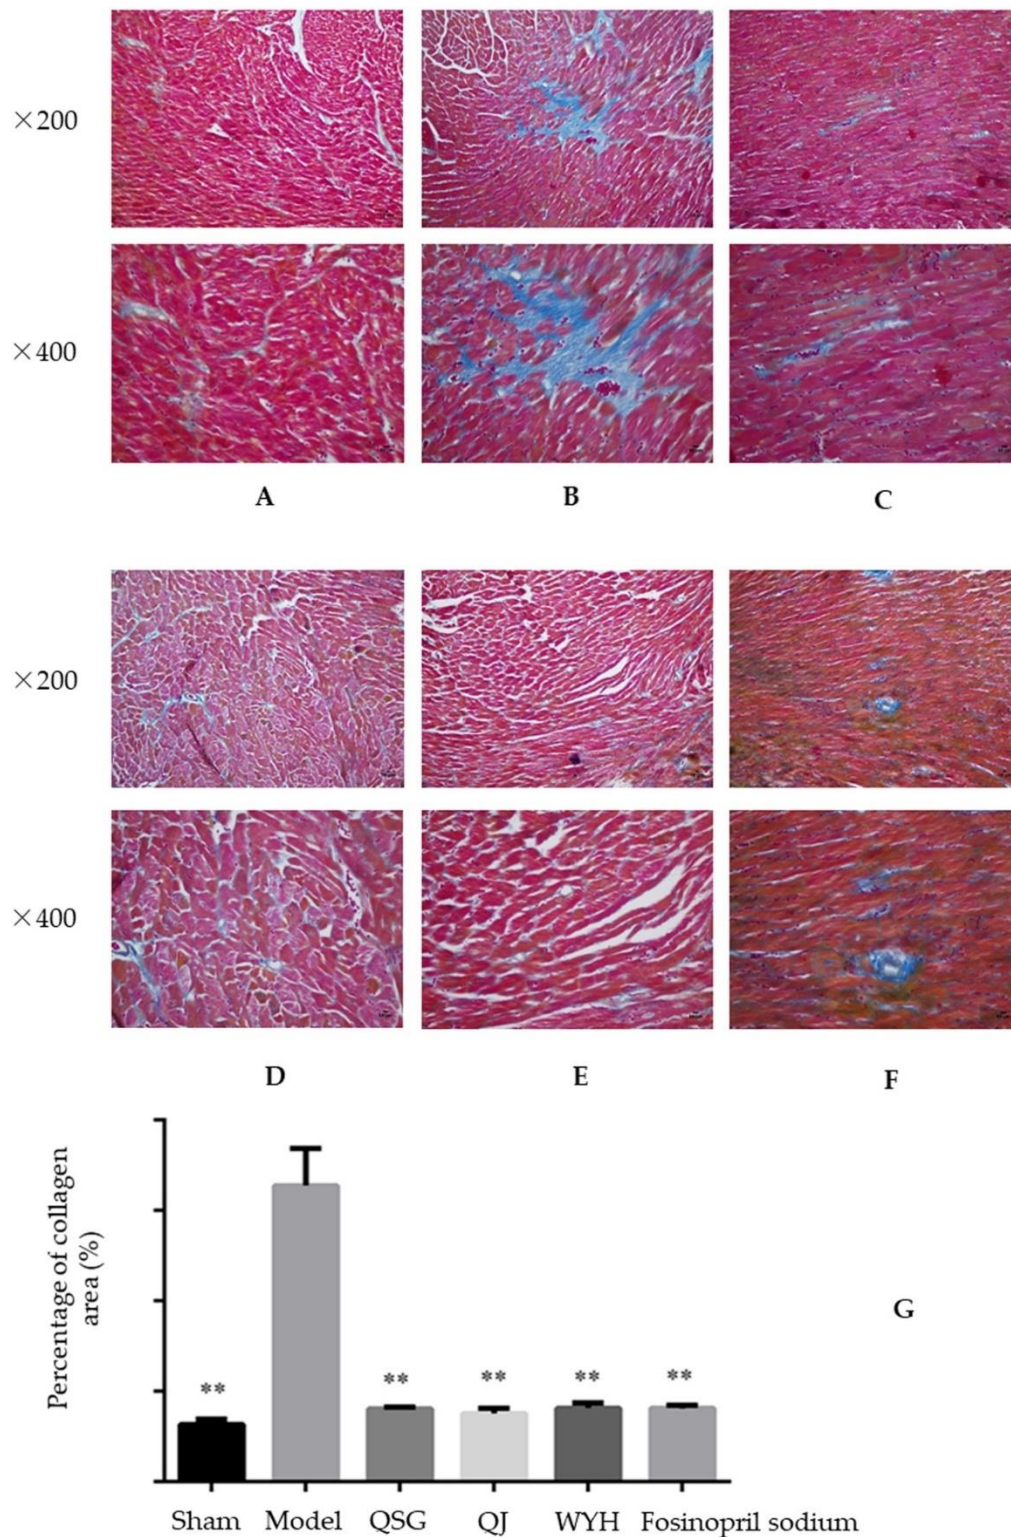 ×200
×400
A
B
C
×200
×400
D
E
F
Percentage of collagen
area (%)
**
**
**
**
**
G
Sham
Model
QSG
QJ
WYH
Fosinopril sodium